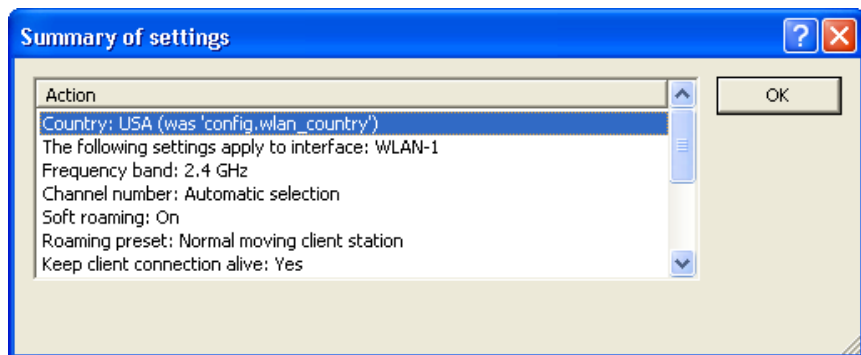 Summary of settings
Action
OK
Country: USA (was 'config.wlan_country')
The following settings apply to interface: WLAN-1
Frequency band: 2.4 GHz
Channel number: Automatic selection
Soft roaming: On
Roaming preset: Normal moving client station
Keep client connection alive: Yes